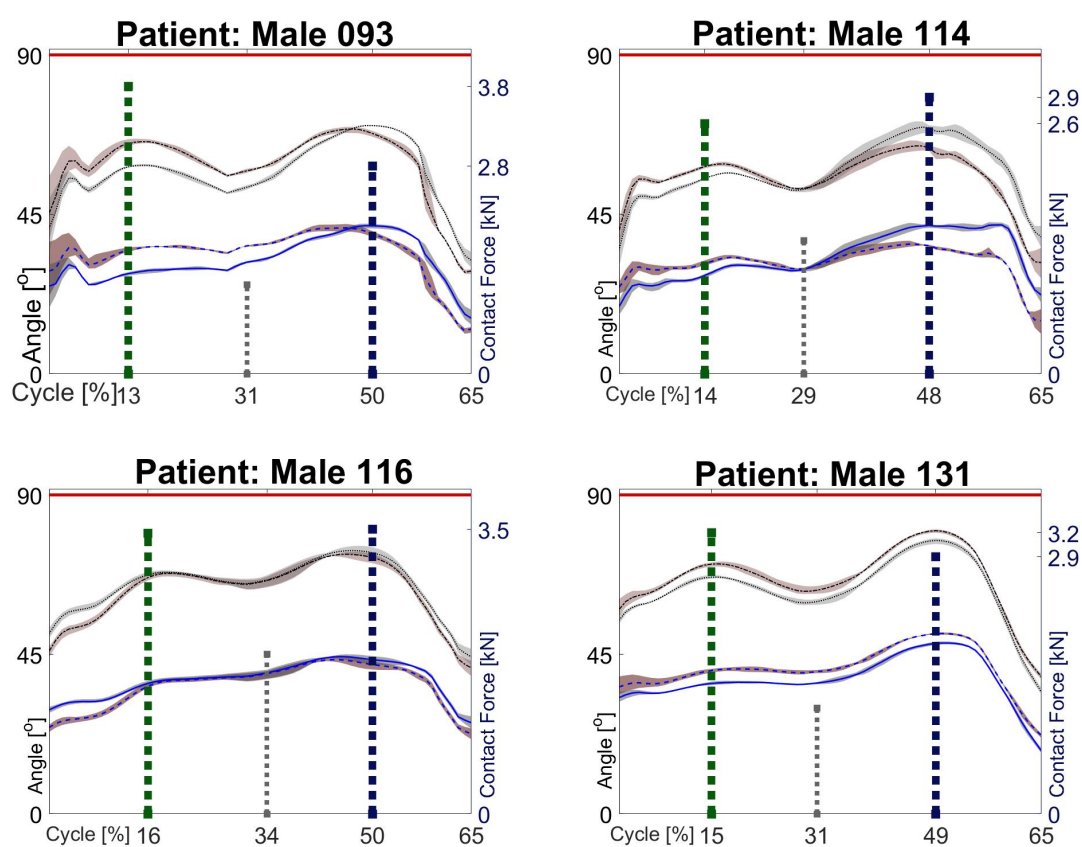 Patient: Male 093
90
45
0
Angle [°]
3.8
2.8
0
Contact Force [kN]
Cycle [%] 13 31 50 65
Patient: Male 114
90
45
0
Angle [°]
2.9
2.6
0
Contact Force [kN]
Cycle [%] 14 29 48 65
Patient: Male 116
90
45
0
Angle [°]
3.5
0
Contact Force [kN]
Cycle [%] 16 34 50 65
Patient: Male 131
90
45
0
Angle [°]
3.2
2.9
0
Contact Force [kN]
Cycle [%] 15 31 49 65